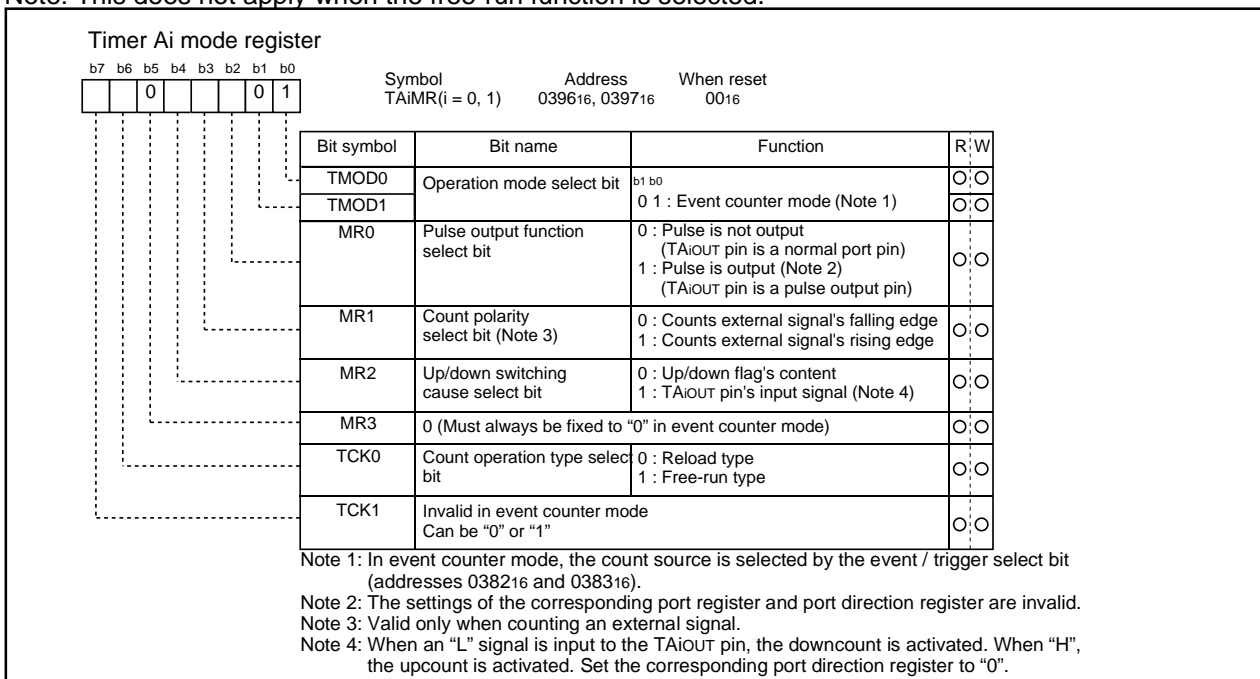 Note: This does not apply when the free-run function is selected.
Timer Ai mode register
b7 b6 b5 b4 b3 b2 b1 b0
0 0 1
Symbol Address When reset
TAiMR(i = 0, 1) 039616, 039716 0016
Bit symbol Bit name Function R W
TMOD0 Operation mode select bit b1 b0
TMOD1 0 1 : Event counter mode (Note 1)
MR0 Pulse output function select bit 0 : Pulse is not output
(TAiOUT pin is a normal port pin)
1 : Pulse is output (Note 2)
(TAiOUT pin is a pulse output pin)
MR1 Count polarity
select bit (Note 3)
0 : Counts external signal's falling edge
1 : Counts external signal's rising edge
MR2 Up/down switching
cause select bit
0 : Up/down flag's content
1 : TAiOUT pin's input signal (Note 4)
MR3 0 (Must always be fixed to “0” in event counter mode)
TCK0 Count operation type select
bit
0 : Reload type
1 : Free-run type
TCK1 Invalid in event counter mode
Can be “0” or “1”
Note 1: In event counter mode, the count source is selected by the event / trigger select bit
(addresses 038216 and 038316).
Note 2: The settings of the corresponding port register and port direction register are invalid.
Note 3: Valid only when counting an external signal.
Note 4: When an “L” signal is input to the TAiOUT pin, the downcount is activated. When “H”,
the upcount is activated. Set the corresponding port direction register to “0”.